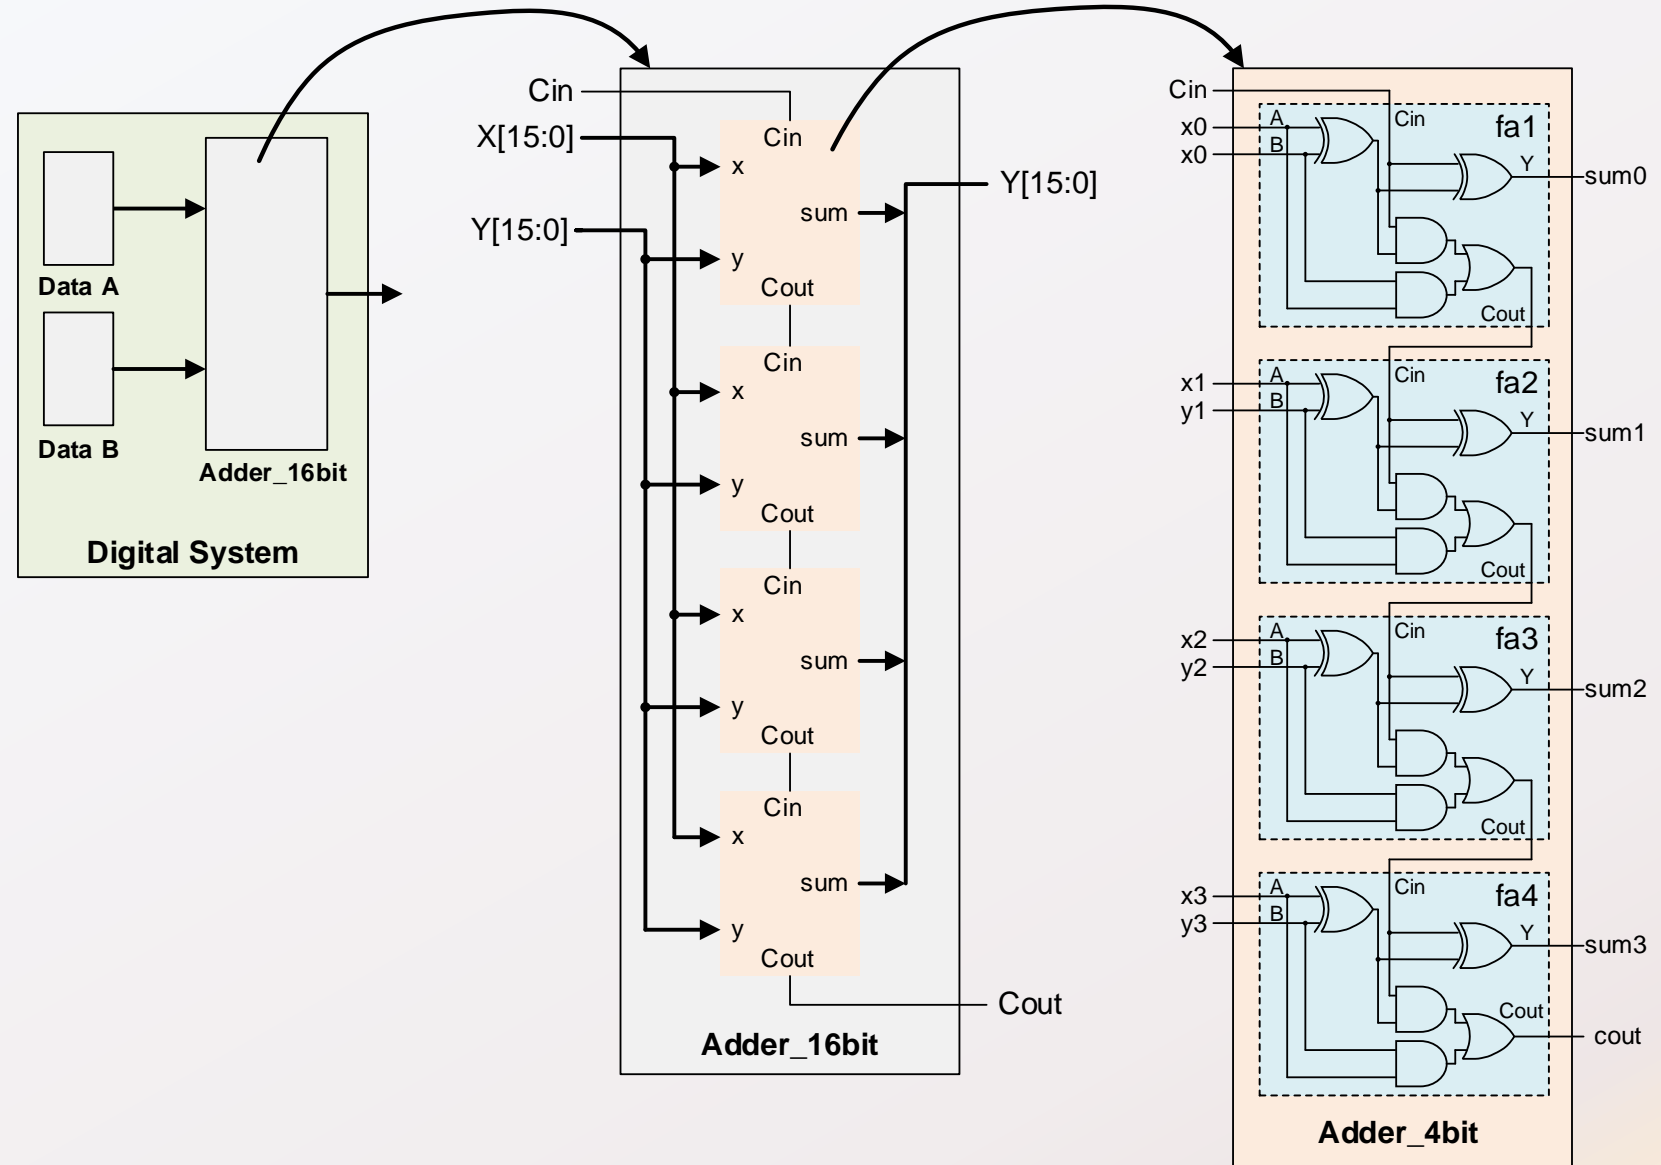 Data A
Data B
Adder_16bit
Digital System
Cin
X[15:0]
Y[15:0]
Cin
x
sum
y
Cout
Cin
x
sum
y
Cout
Cin
x
sum
y
Cout
Cin
x
sum
y
Cout
Y[15:0]
Cout
Adder_16bit
Cin
x0
x0
A
B
Cin
fa1
Y
sum0
Cout
x1
y1
A
B
Cin
fa2
Y
sum1
Cout
x2
y2
A
B
Cin
fa3
Y
sum2
Cout
x3
y3
A
B
Cin
fa4
Y
sum3
Cout
cout
Adder_4bit